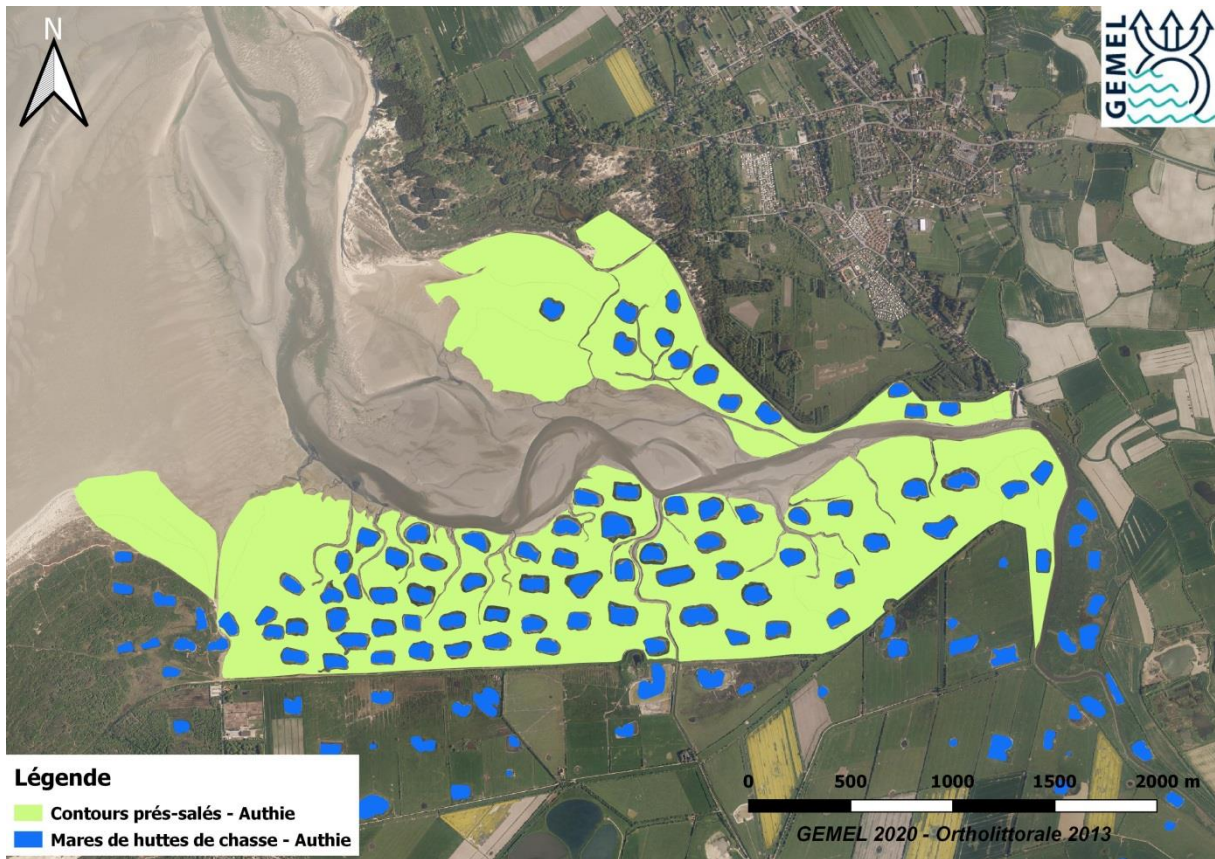 N
GEMEL
Légende
Contours prés-salés - Authie
Mares de huttes de chasse - Authie
0 500 1000 1500 2000 m
GEMEL 2020 - Ortholittorale 2013